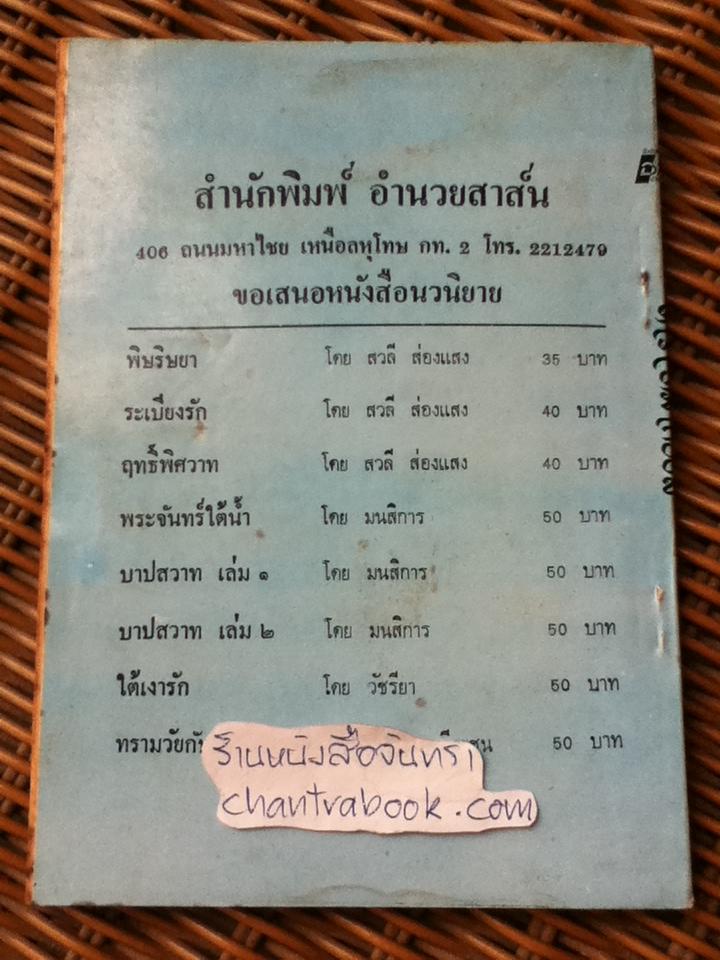 สำนักพิมพ์ อำนวยสาส์น
406 ถนนมหาไชย เหนือลหุโทษ กท. 2 โทร. 2212479
ขอเสนอหนังสือนวนิยาย
พิษริษยา โดย สวลี ส่องแสง 35 บาท
ระเบียงรัก โดย สวลี ส่องแสง 40 บาท
ฤทธิ์พิศวาท โดย สวลี ส่องแสง 40 บาท
พระจันทร์ใต้น้ำ โดย มนสิการ 50 บาท
บาปสวาท เล่ม ๑ โดย มนสิการ 50 บาท
บาปสวาท เล่ม ๒ โดย มนสิการ 50 บาท
ใต้เงารัก โดย วัชรียา 50 บาท
50 บาท
ร้านหนังสือจันทรา
chantrabook.com